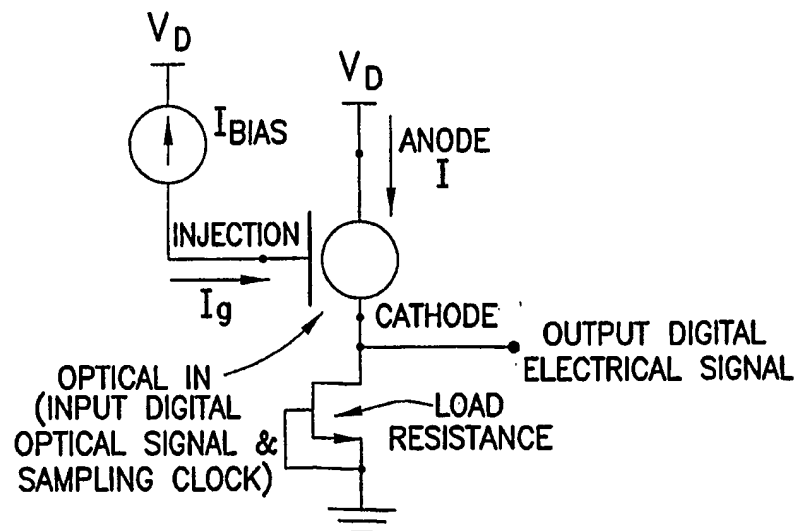 V_D
I_BIAS
V_D
ANODE
I
INJECTION
Ig
CATHODE
OUTPUT DIGITAL
ELECTRICAL SIGNAL
OPTICAL IN
(INPUT DIGITAL
OPTICAL SIGNAL &
SAMPLING CLOCK)
LOAD
RESISTANCE